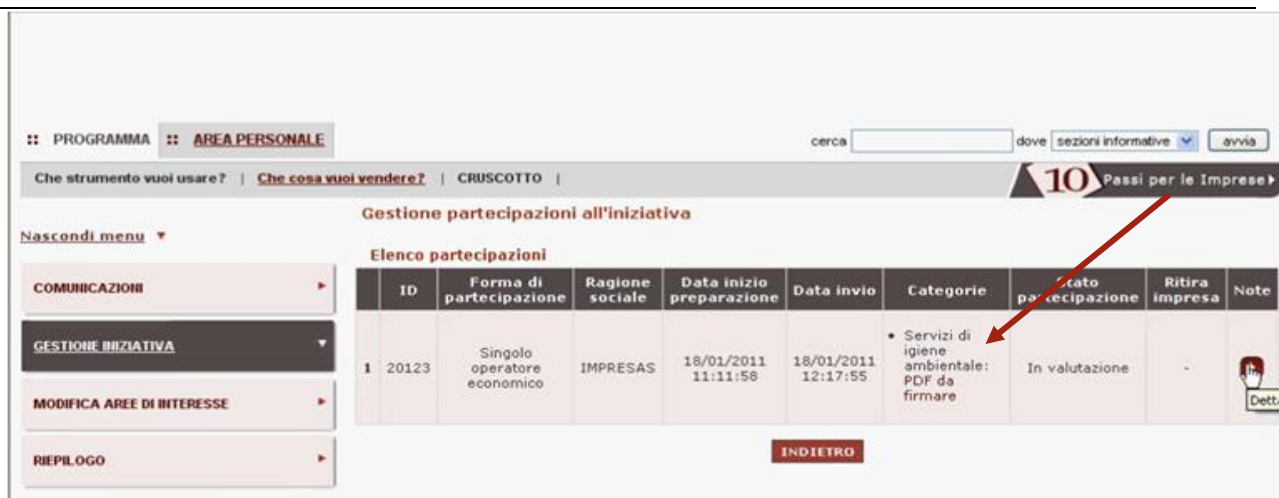 :: PROGRAMMA :: AREA PERSONALE cerca dove sezioni informative avvia
Che strumento vuoi usare? | Che cosa vuoi vendere? | CRUSCOTTO | 10 Passi per le Imprese
Gestione partecipazioni all'iniziativa
Nascondi menu
Elenco partecipazioni
COMUNICAZIONI
GESTIONE INIZIATIVA
MODIFICA AREE DI INTERESSE
RIEPILOGO
ID
Forma di
partecipazione
Ragione
sociale
Data inizio
preparazione
Data invio
Categorie
Stato
partecipazione
Ritira
impresa
Note
1
20123
Singolo
operatore
economico
IMPRESAS
18/01/2011
11:11:58
18/01/2011
12:17:55
• Servizi di
igiene
ambientale:
PDF da
firmare
In valutazione
-
Detta
INDIETRO